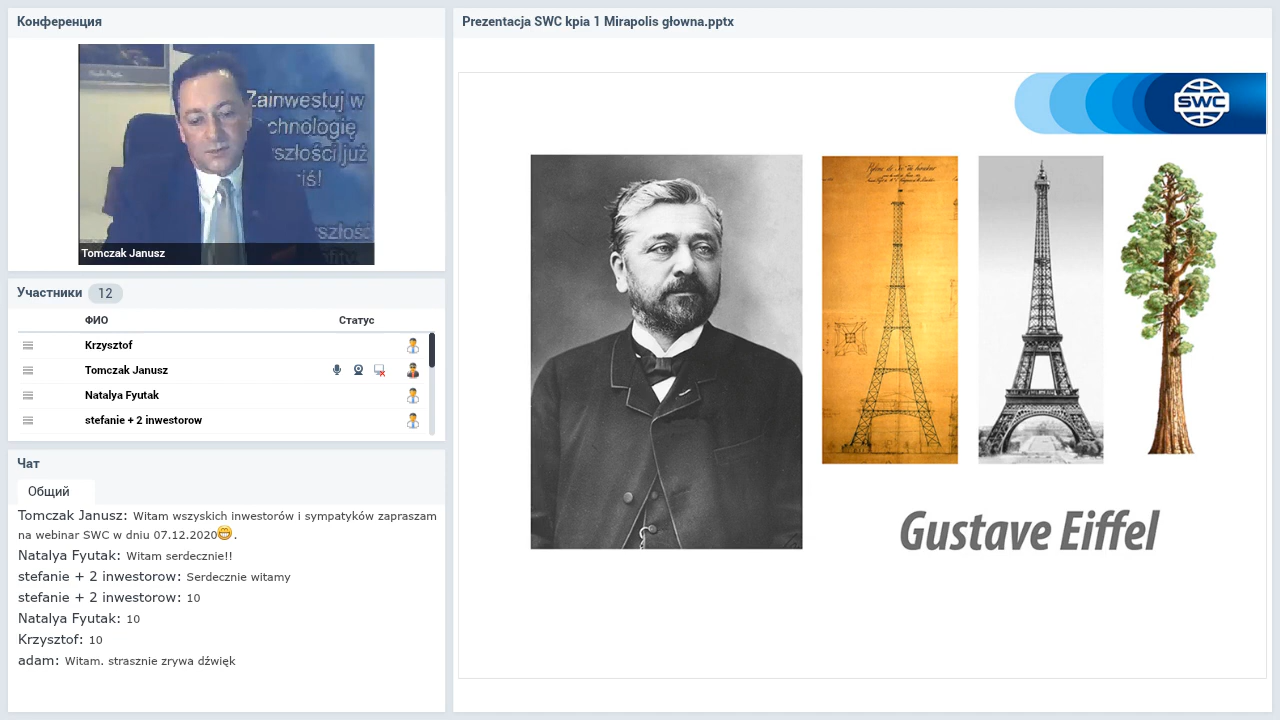 Конференция
Zainwestuj w
chnologię
szłości już
iś!
szłośc
Tomczak Janusz
Участники 12
ФИО Статус
Krzysztof
Tomczak Janusz
Natalya Fyutak
stefanie + 2 inwestorow
Чат
Общий
Tomczak Janusz: Witam wszyskich inwestorów i sympatyków zapraszam
na webinar SWC w dniu 07.12.2020😁.
Natalya Fyutak: Witam serdecznie!!
stefanie + 2 inwestorow: Serdecznie witamy
stefanie + 2 inwestorow: 10
Natalya Fyutak: 10
Krzysztof: 10
adam: Witam. strasznie zrywa dźwięk
Prezentacja SWC kpia 1 Mirapolis głowna.pptx
SWC
Gustave Eiffel